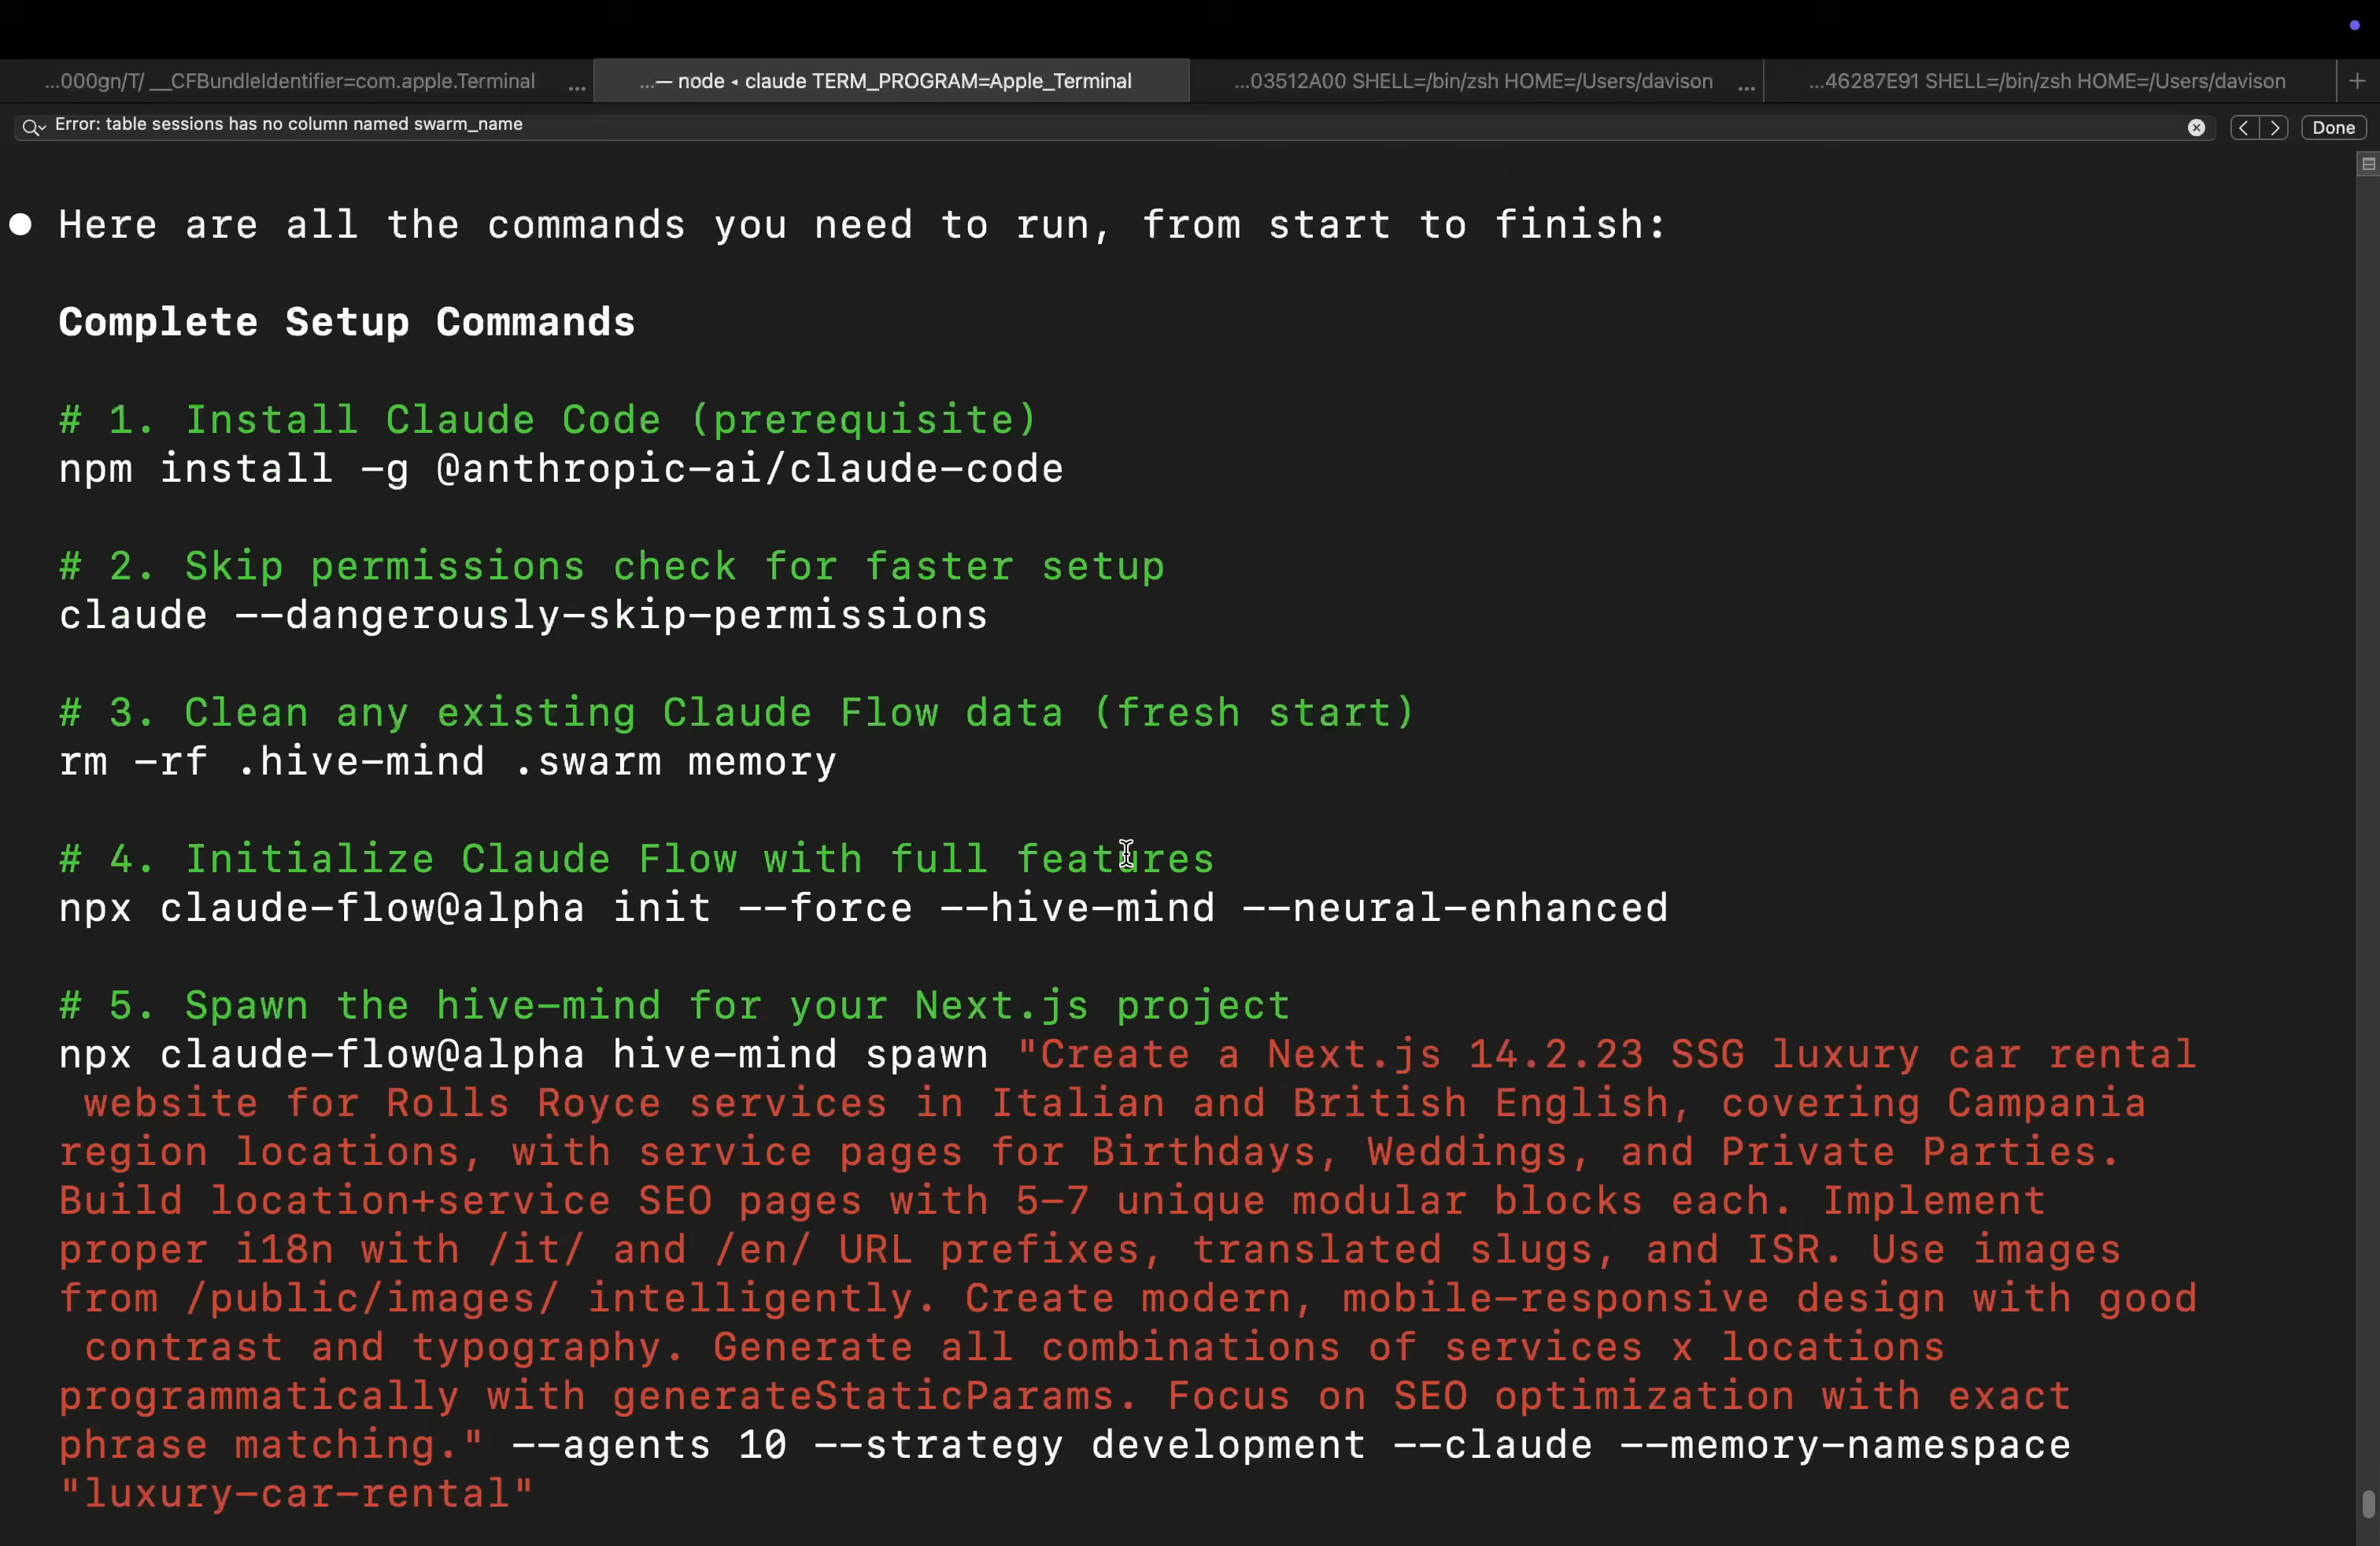 ...000gn/T/ __CFBundleIdentifier=com.apple.Terminal ...
...— node ◂ claude TERM_PROGRAM=Apple_Terminal
...03512A00 SHELL=/bin/zsh HOME=/Users/davison ...
...46287E91 SHELL=/bin/zsh HOME=/Users/davison
Error: table sessions has no column named swarm_name
Done
Here are all the commands you need to run, from start to finish:
Complete Setup Commands
# 1. Install Claude Code (prerequisite)
npm install -g @anthropic-ai/claude-code
# 2. Skip permissions check for faster setup
claude --dangerously-skip-permissions
# 3. Clean any existing Claude Flow data (fresh start)
rm -rf .hive-mind .swarm memory
# 4. Initialize Claude Flow with full features
npx claude-flow@alpha init --force --hive-mind --neural-enhanced
# 5. Spawn the hive-mind for your Next.js project
npx claude-flow@alpha hive-mind spawn "Create a Next.js 14.2.23 SSG luxury car rental
website for Rolls Royce services in Italian and British English, covering Campania
region locations, with service pages for Birthdays, Weddings, and Private Parties.
Build location+service SEO pages with 5-7 unique modular blocks each. Implement
proper i18n with /it/ and /en/ URL prefixes, translated slugs, and ISR. Use images
from /public/images/ intelligently. Create modern, mobile-responsive design with good
contrast and typography. Generate all combinations of services x locations
programmatically with generateStaticParams. Focus on SEO optimization with exact
phrase matching." --agents 10 --strategy development --claude --memory-namespace
"luxury-car-rental"